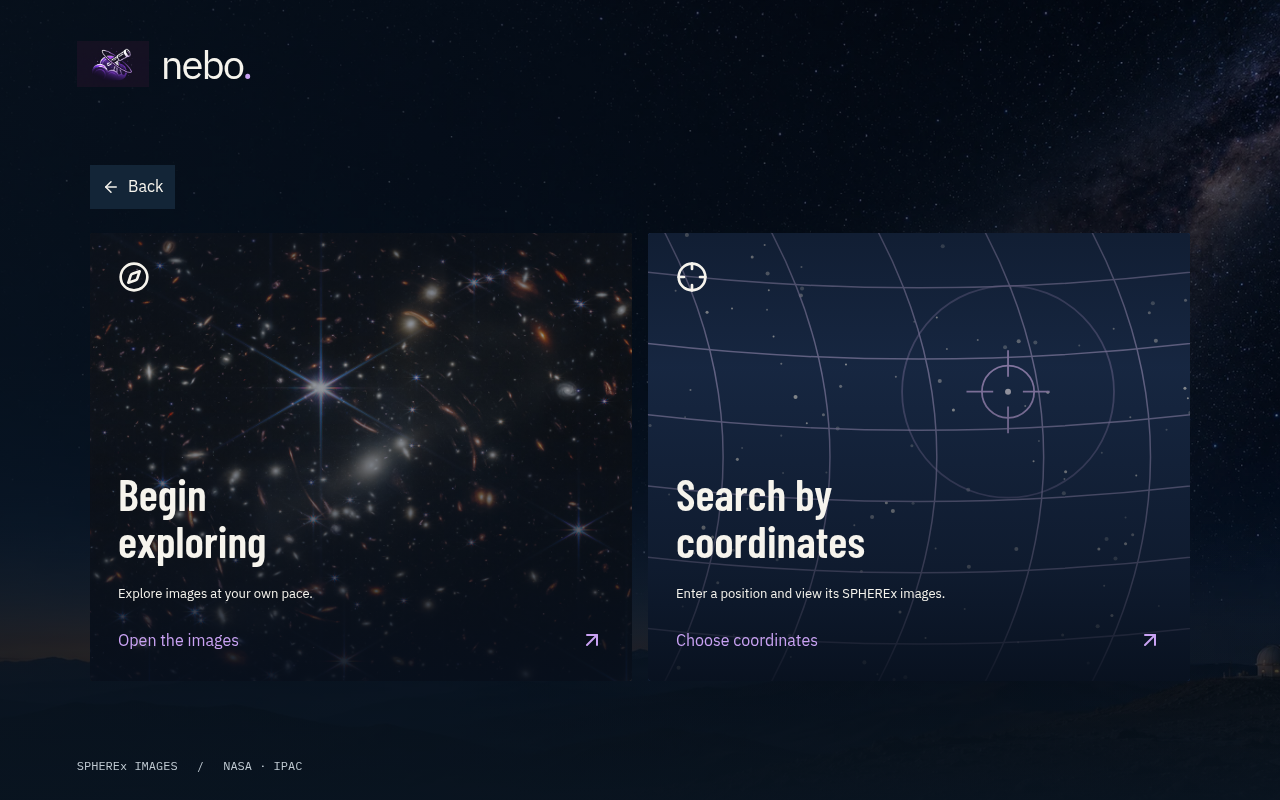 nebo.
Back
Begin
exploring
Explore images at your own pace.
Open the images
Search by
coordinates
Enter a position and view its SPHEREx images.
Choose coordinates
SPHEREx IMAGES / NASA · IPAC